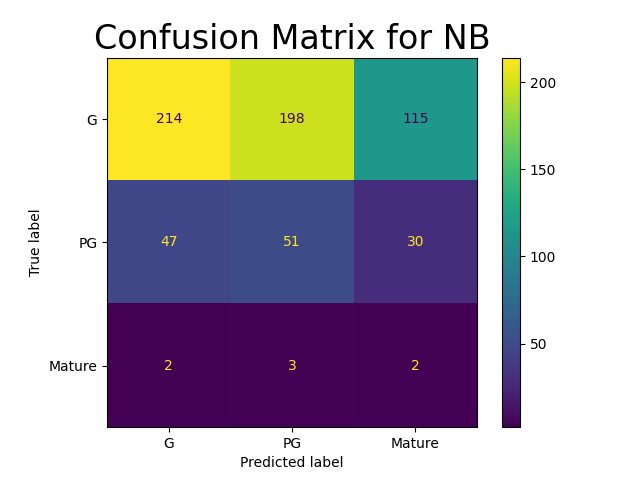 Confusion Matrix for NB
G 214 198 115
PG 47 51 30
Mature 2 3 2
G PG Mature
Predicted label
True label
200
150
100
50